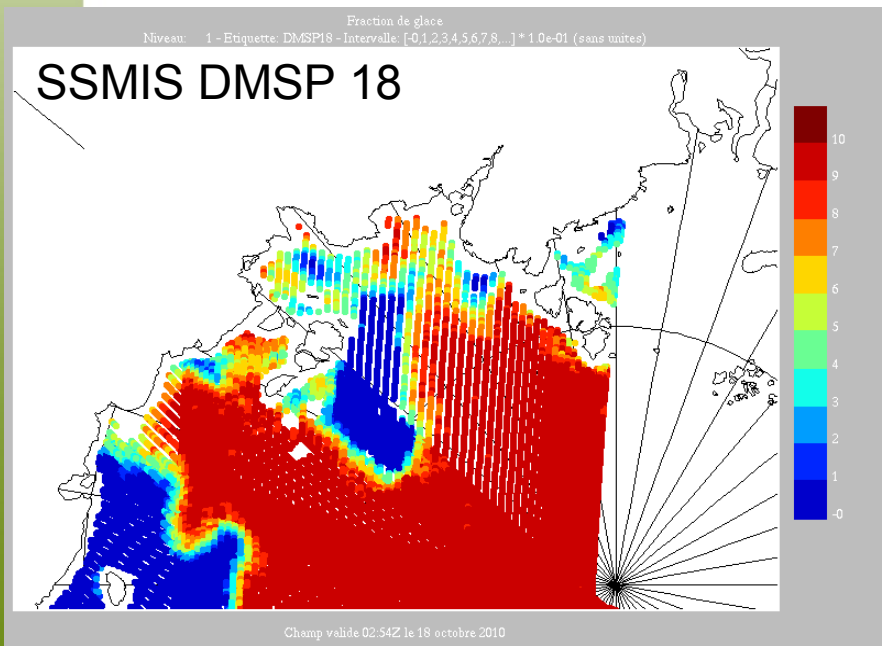 Fraction de glace
Niveau: 1 - Etiquette: DMSP18 - Intervalle: [-0,1,2,3,4,5,6,7,8,...] * 1.0e-01 (sans unites)
SSMIS DMSP 18
10
9
8
7
6
5
4
3
2
1
-0
Champ valide 02:54Z le 18 octobre 2010